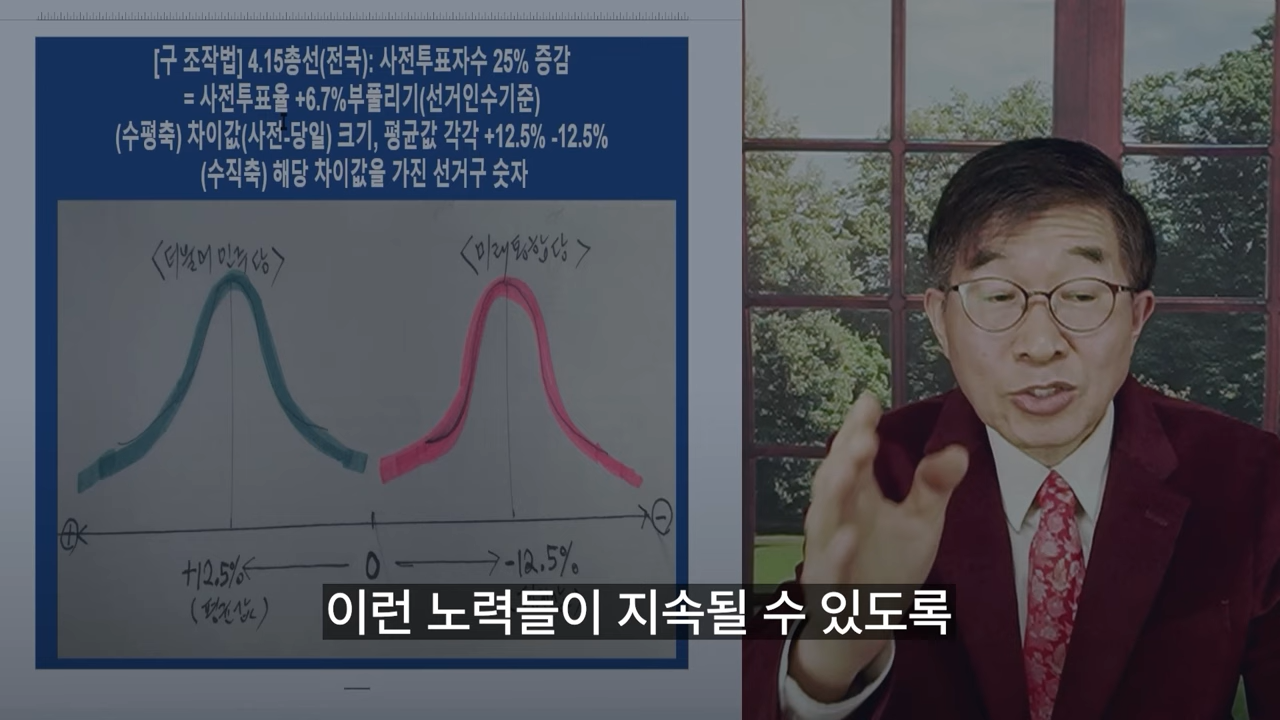 [구 조작법] 4.15총선(전국): 사전투표자수 25% 증감
= 사전투표율 +6.7%부풀리기(선거인수기준)
(수평축) 차이값(사전-당일) 크기, 평균값 각각 +12.5% -12.5%
(수직축) 해당 차이값을 가진 선거구 숫자
<더불어 민주당>
<미래통합당>
+
-
+12.5%
0
-12.5%
(평균값)
이런 노력들이 지속될 수 있도록